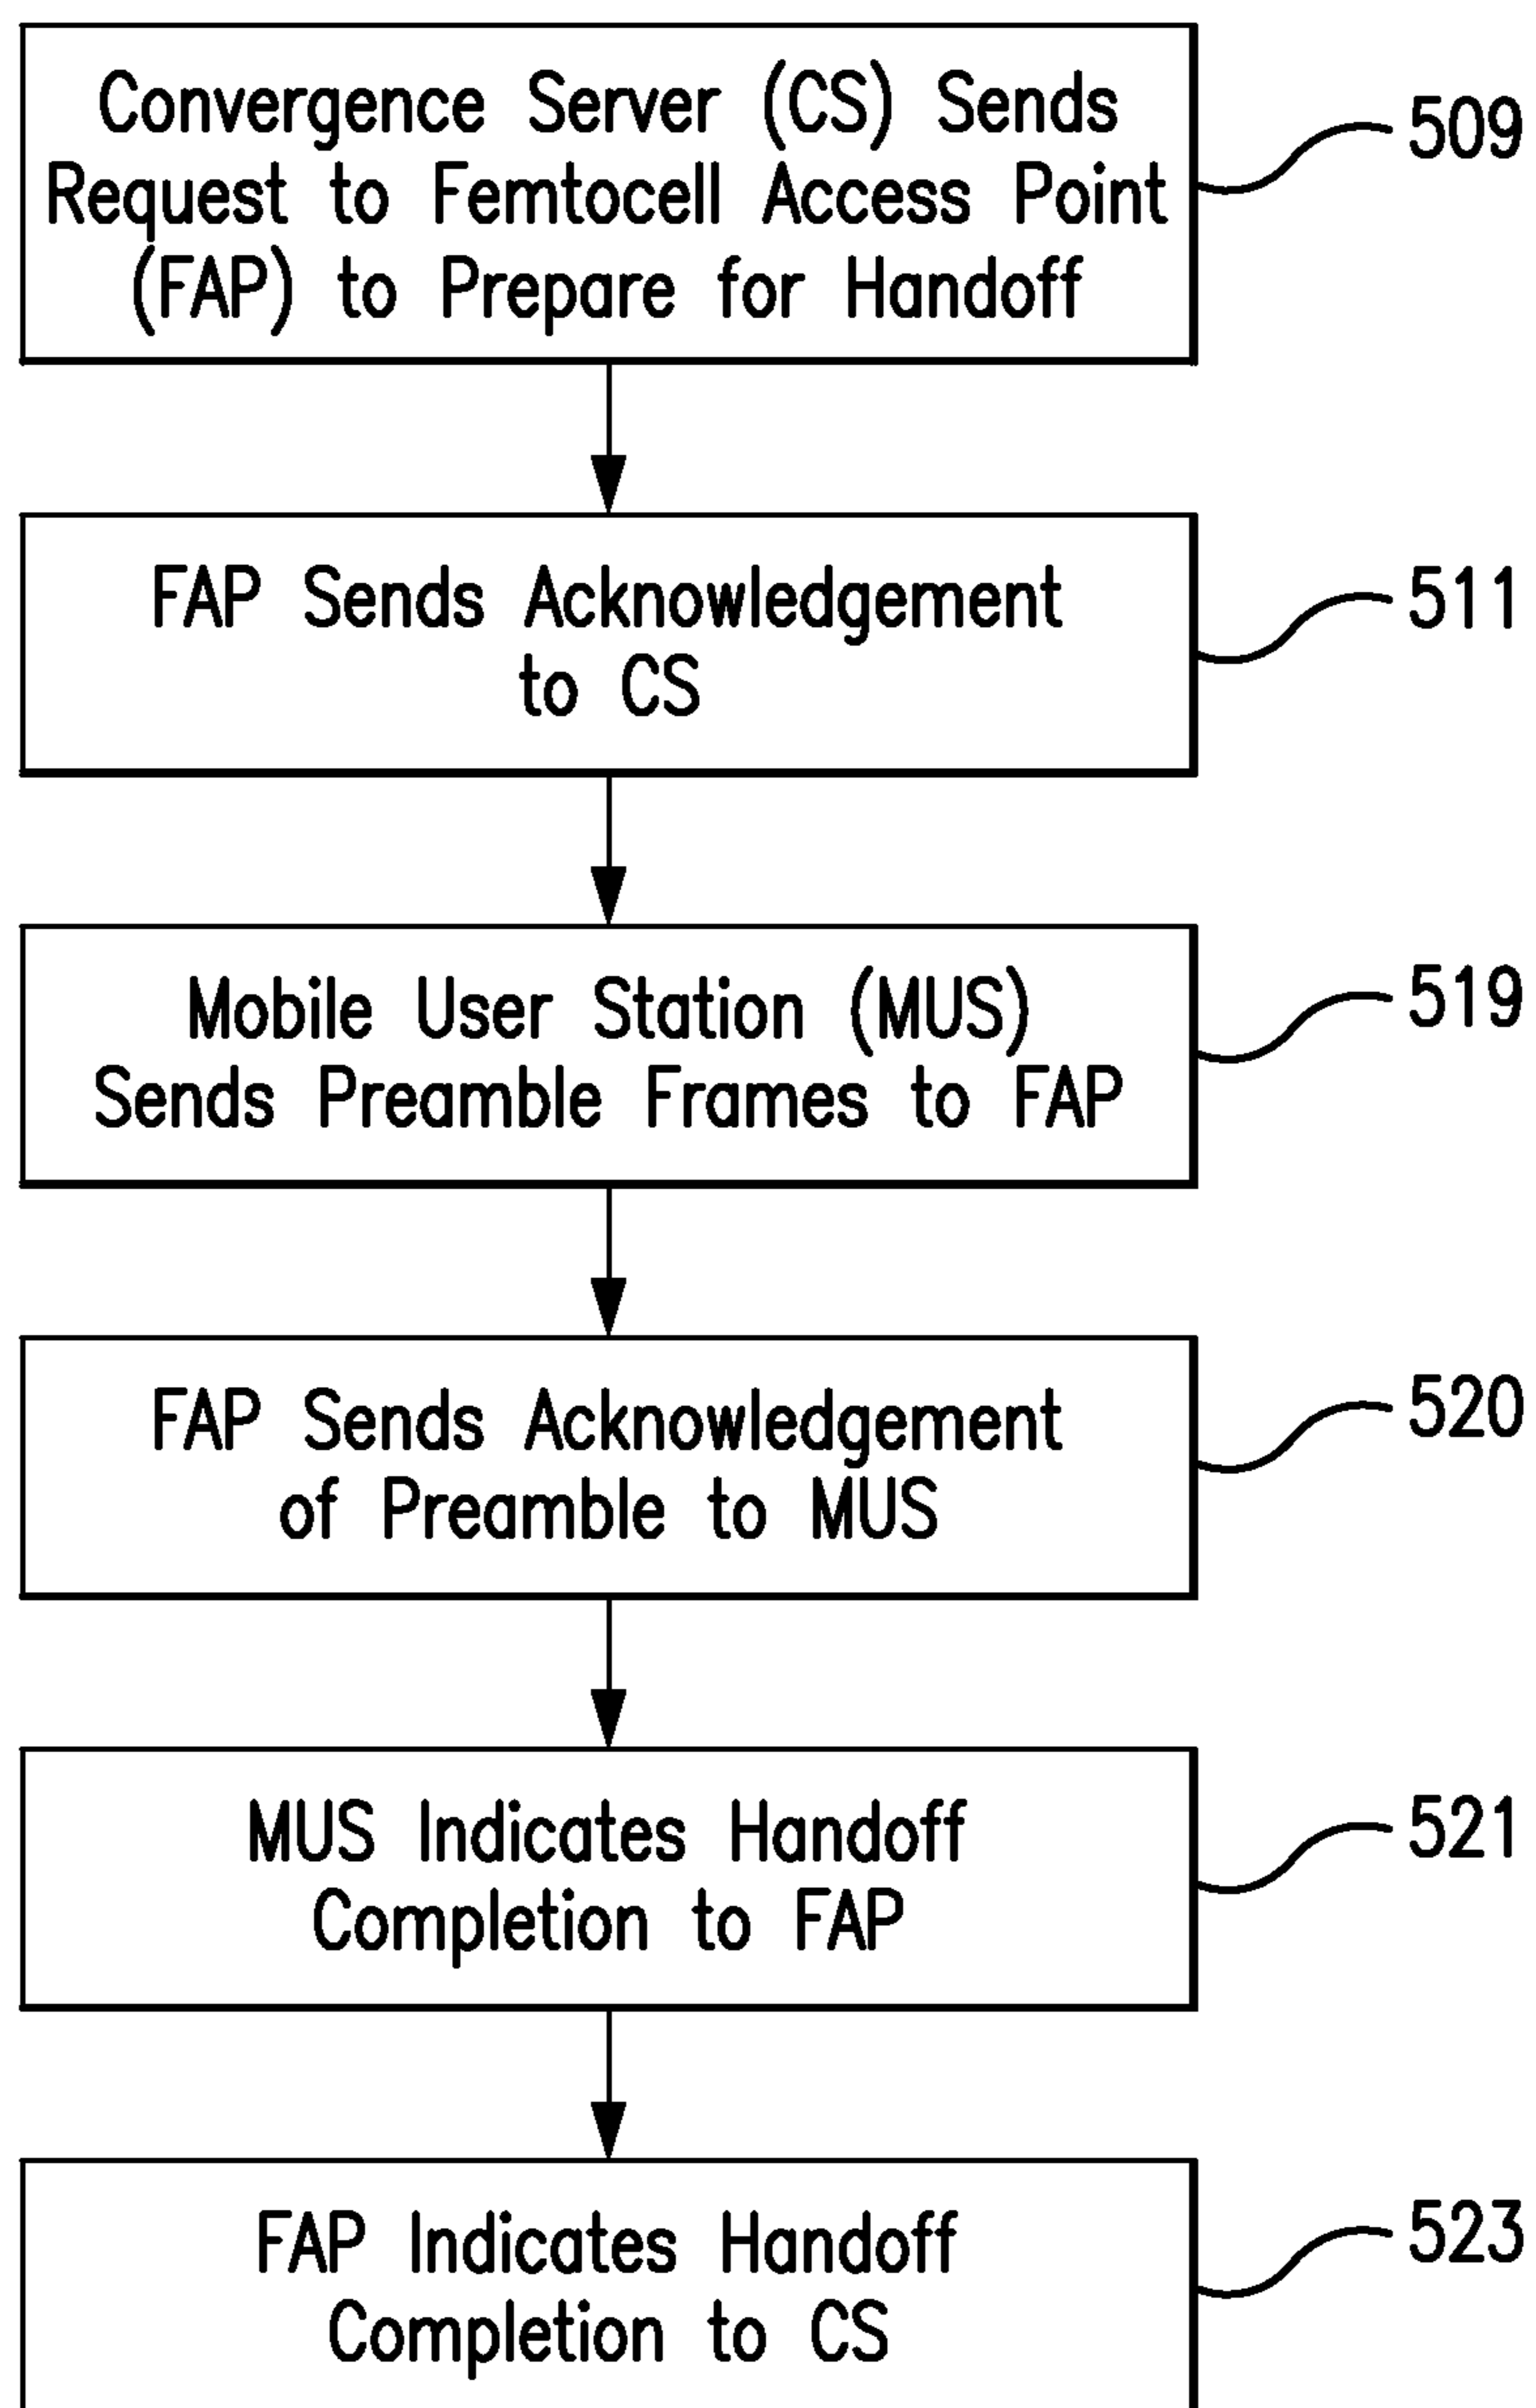 Convergence Server (CS) Sends
Request to Femtocell Access Point
(FAP) to Prepare for Handoff
509
FAP Sends Acknowledgement
to CS
511
Mobile User Station (MUS)
Sends Preamble Frames to FAP
519
FAP Sends Acknowledgement
of Preamble to MUS
520
MUS Indicates Handoff
Completion to FAP
521
FAP Indicates Handoff
Completion to CS
523